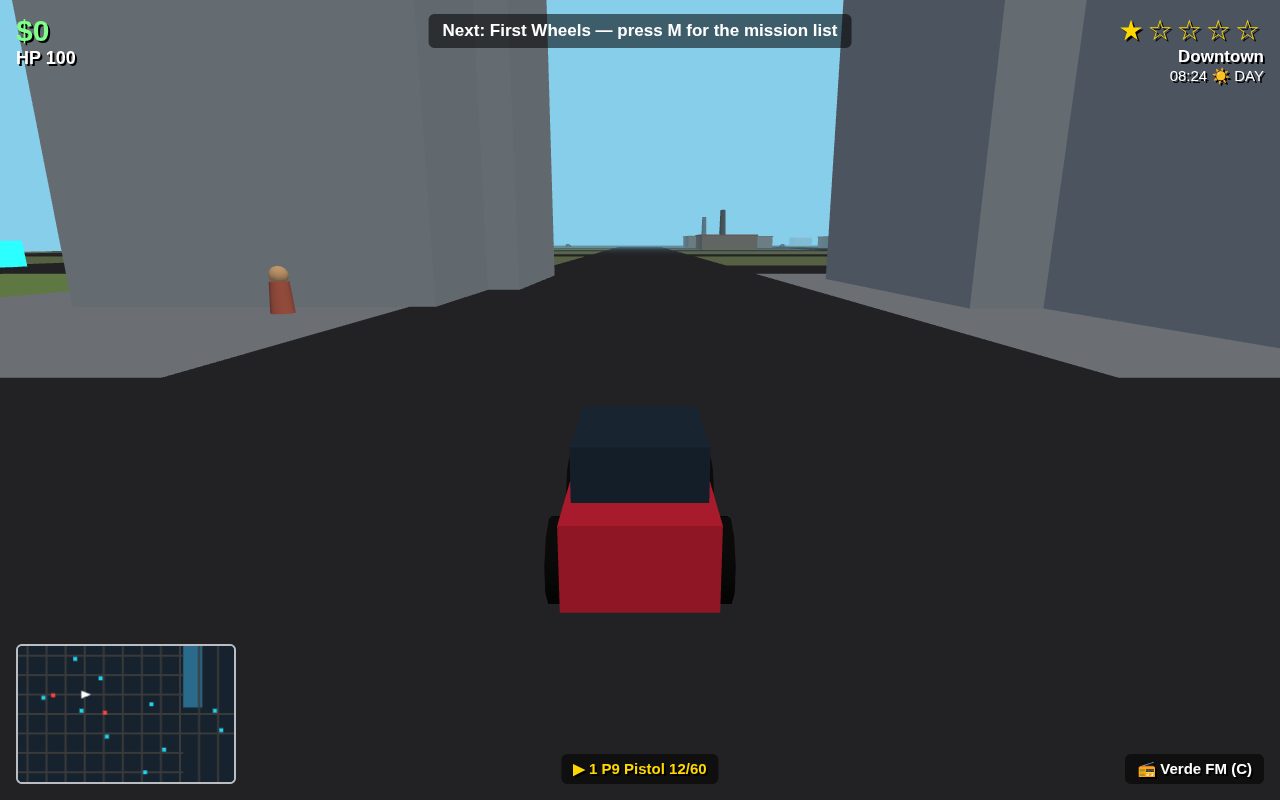 $0
HP 100
Next: First Wheels — press M for the mission list
★☆☆☆☆
Downtown
08:24 ☀️ DAY
▶ 1 P9 Pistol 12/60
📻 Verde FM (C)